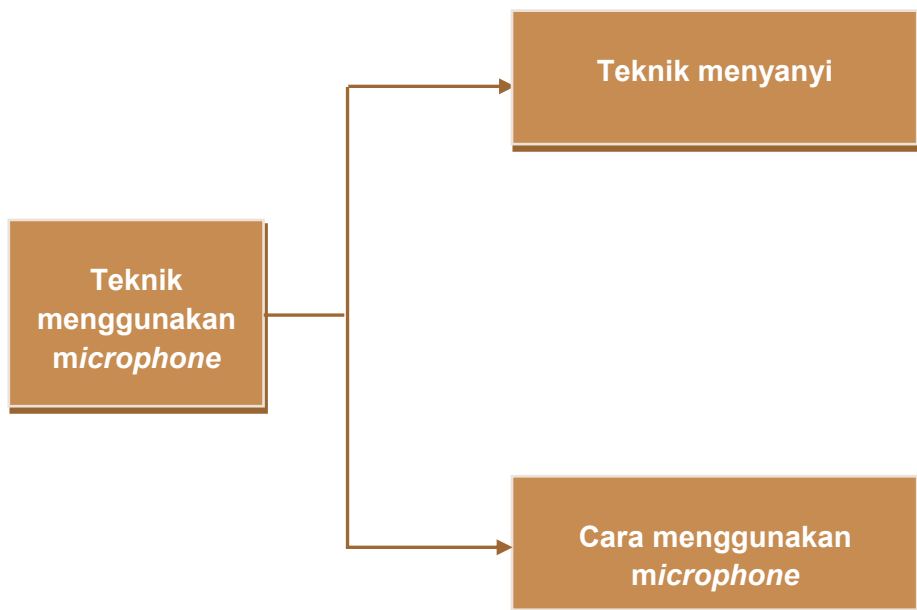 Teknik menyanyi
Teknik
menggunakan
microphone
Cara menggunakan
microphone